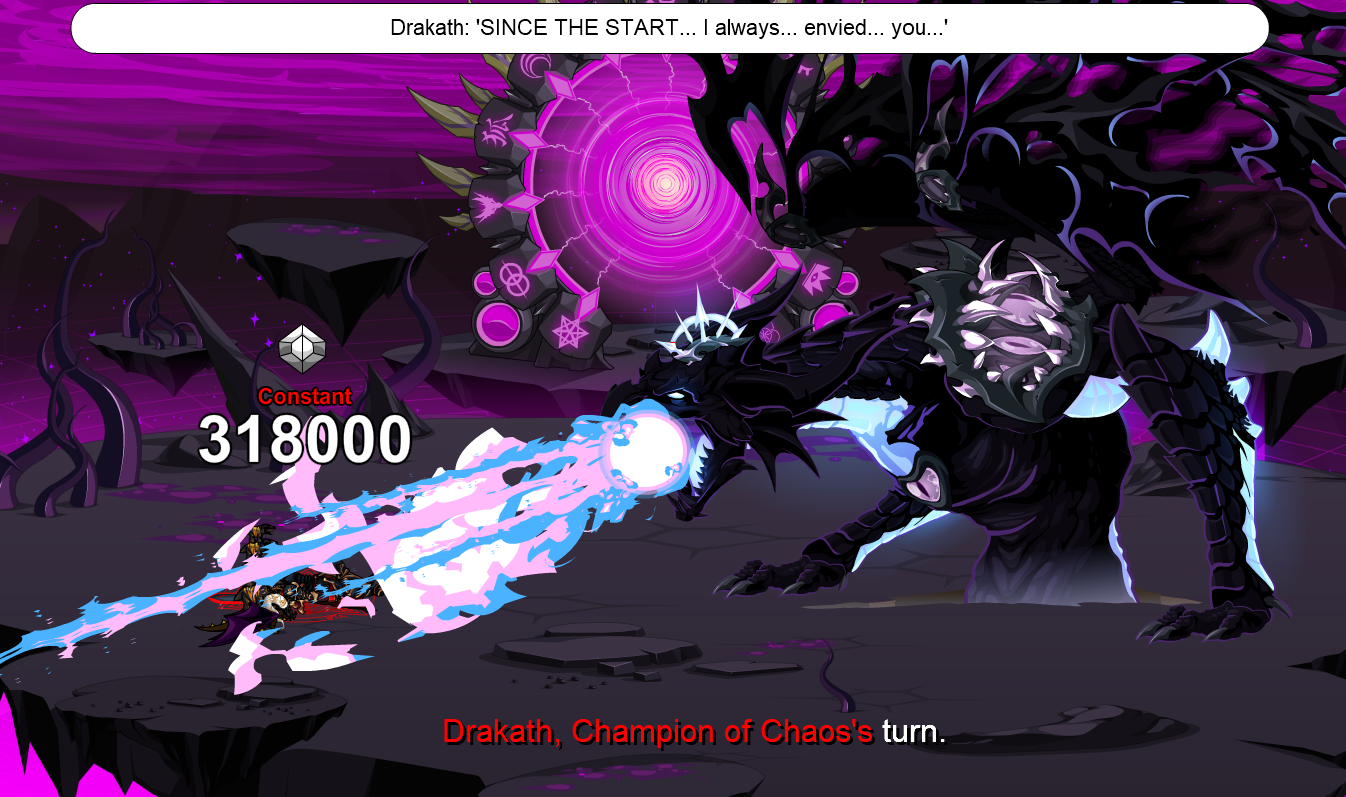 Drakath: 'SINCE THE START... I always... envied... you...'
Constant
318000
Drakath, Champion of Chaos's turn.